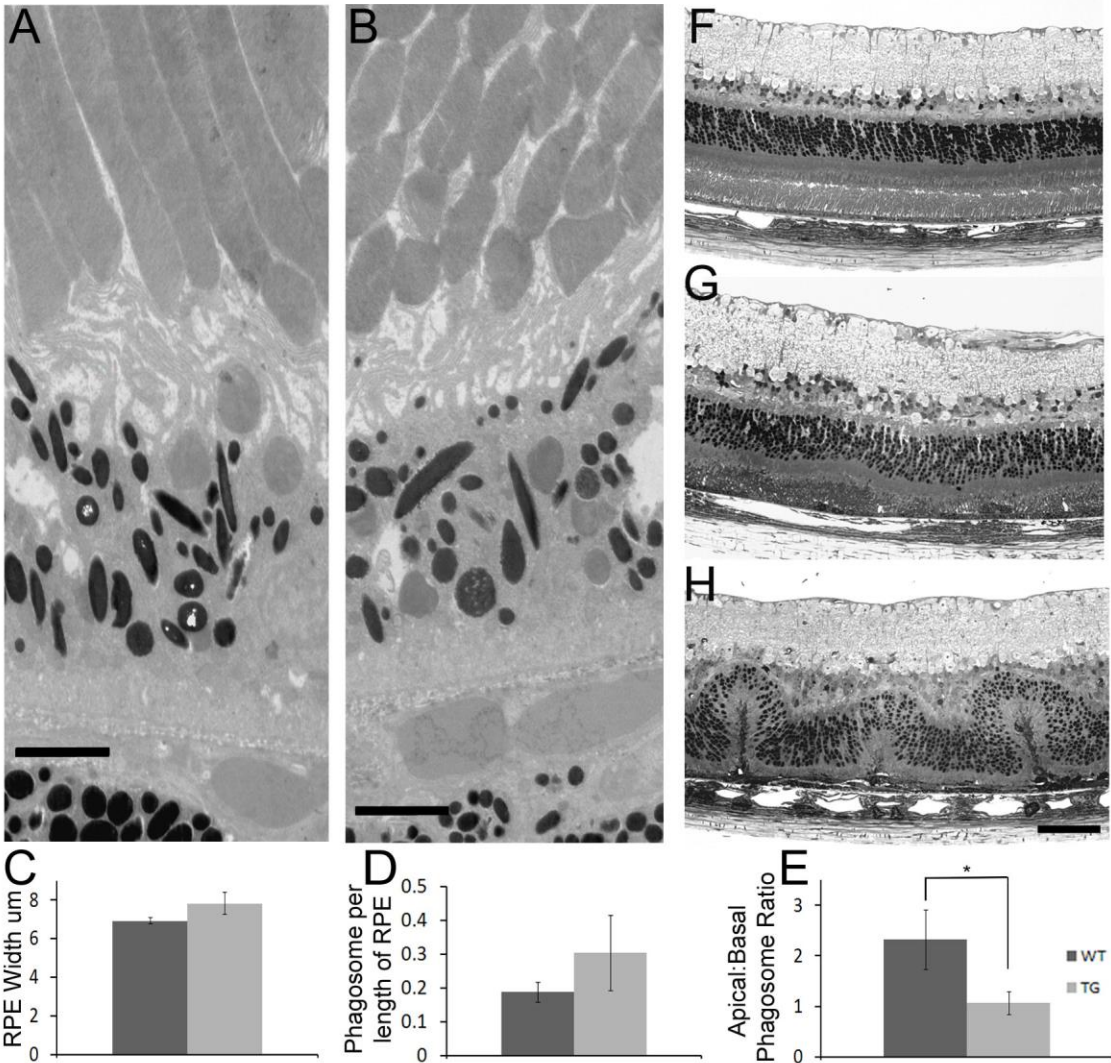 A
B
F
G
H
C
RPE Width um
8
6
4
2
0
D
Phagosome per
length of RPE
0.5
0.4
0.3
0.2
0.1
0
E
Apical:Basal
Phagosome Ratio
3
2
1
0
*
WT
TG